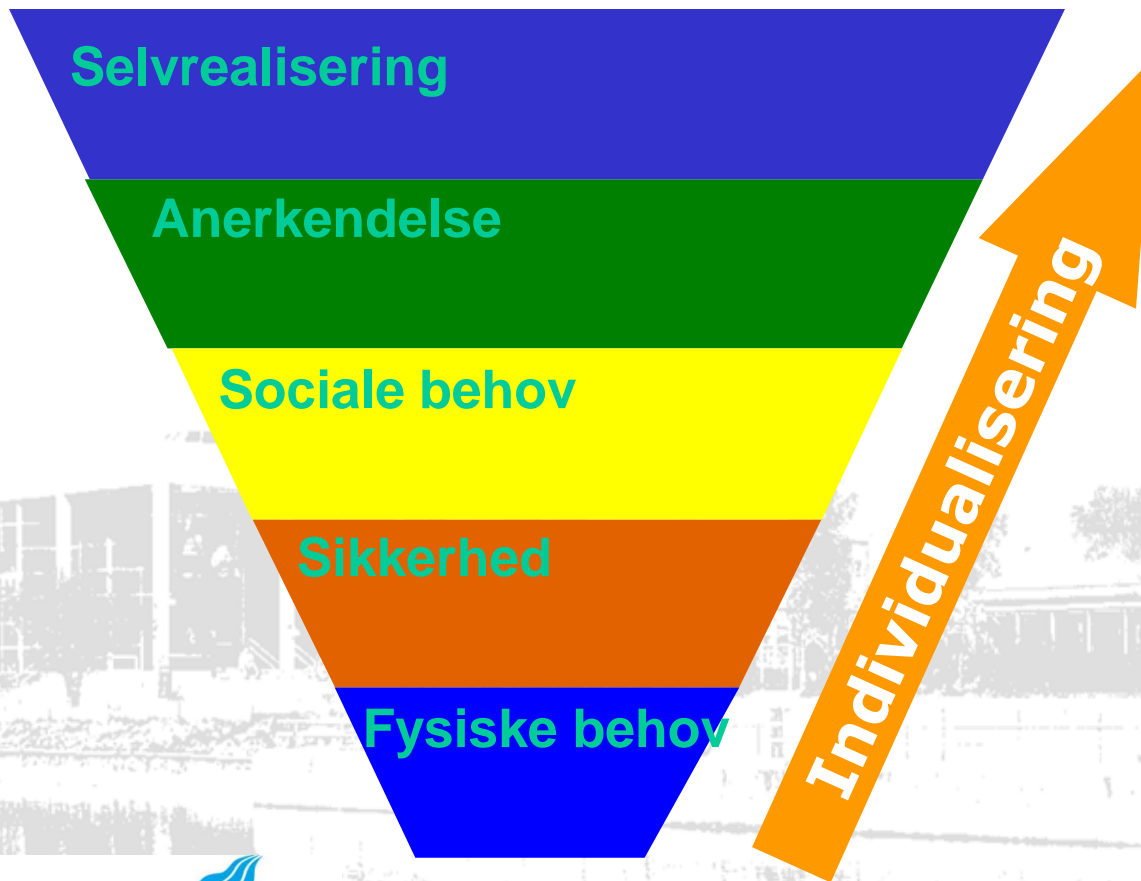 Selvrealisering
Anerkendelse
Sociale behov
Sikkerhed
Fysiske behov
Individualisering